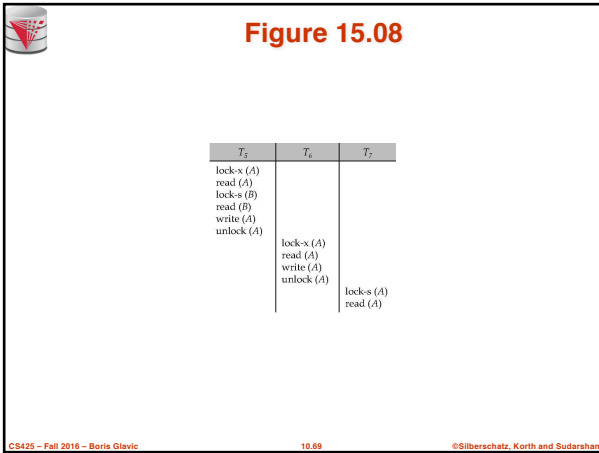 Figure 15.08
T5 T6 T7
lock-x (A)
read (A)
lock-s (B)
read (B)
write (A)
unlock (A)
lock-x (A)
read (A)
write (A)
unlock (A)
lock-s (A)
read (A)
CS425 – Fall 2016 – Boris Glavic 10.69 ©Silberschatz, Korth and Sudarshan